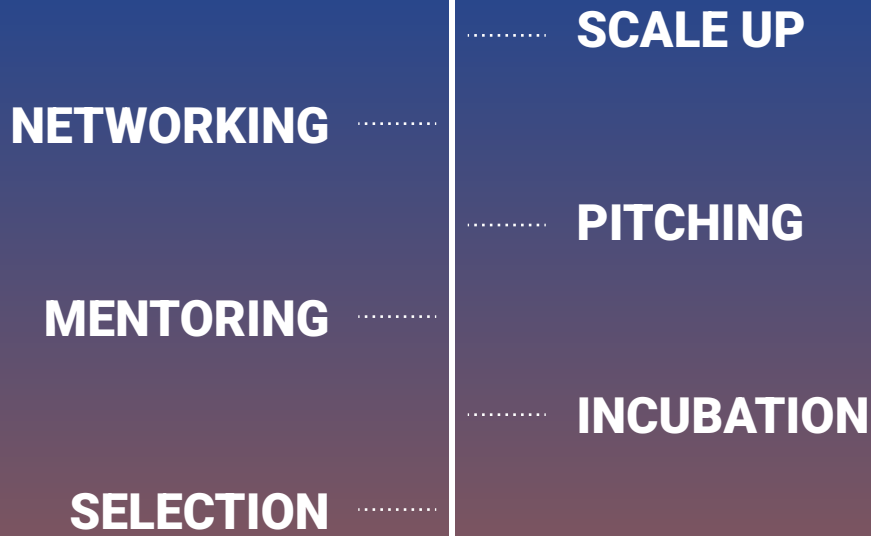 SCALE UP
NETWORKING
PITCHING
MENTORING
INCUBATION
SELECTION